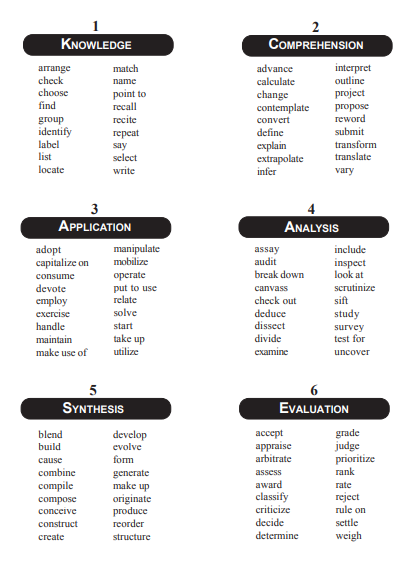 1
KNOWLEDGE
arrange
check
choose
find
group
identify
label
list
locate
match
name
point to
recall
recite
repeat
say
select
write
2
COMPREHENSION
advance
calculate
change
contemplate
convert
define
explain
extrapolate
infer
interpret
outline
project
propose
reword
submit
transform
translate
vary
3
APPLICATION
adopt
capitalize on
consume
devote
employ
exercise
handle
maintain
make use of
manipulate
mobilize
operate
put to use
relate
solve
start
take up
utilize
4
ANALYSIS
assay
audit
break down
canvass
check out
deduce
dissect
divide
examine
include
inspect
look at
scrutinize
sift
study
survey
test for
uncover
5
SYNTHESIS
blend
build
cause
combine
compile
compose
conceive
construct
create
develop
evolve
form
generate
make up
originate
produce
reorder
structure
6
EVALUATION
accept
appraise
arbitrate
assess
award
classify
criticize
decide
determine
grade
judge
prioritize
rank
rate
reject
rule on
settle
weigh